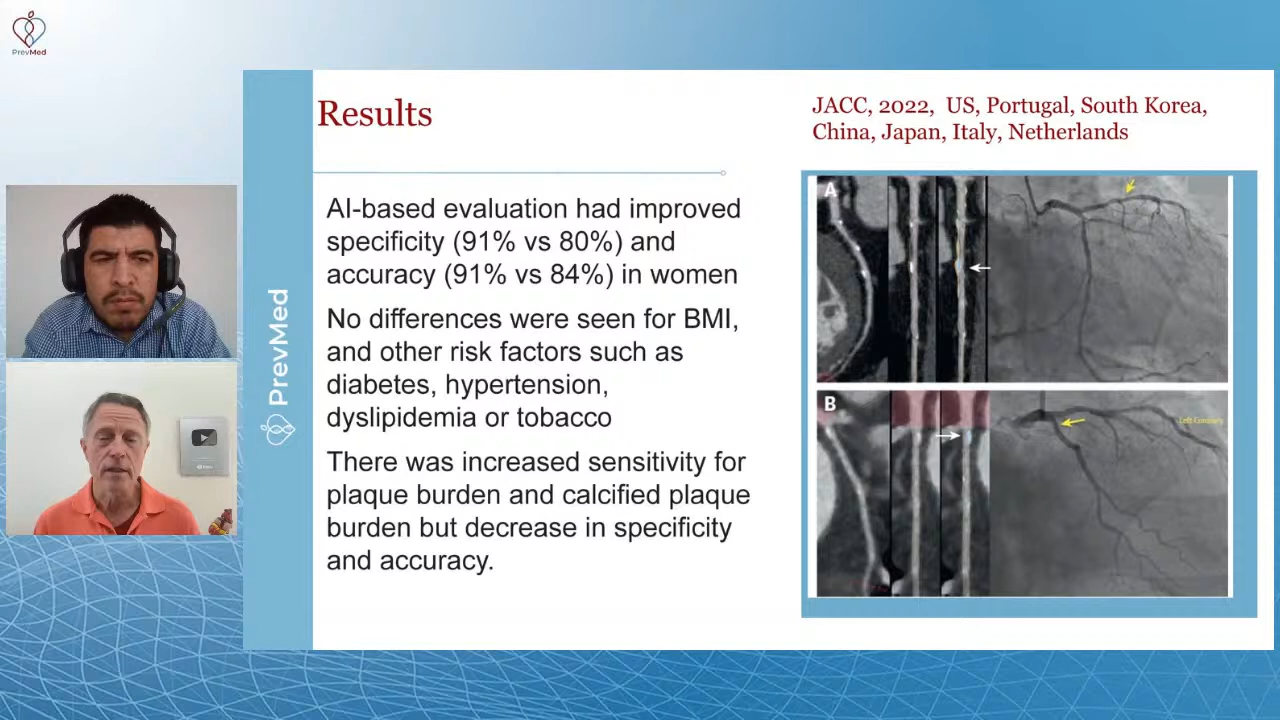 PrevMed
Results
JACC, 2022, US, Portugal, South Korea,
China, Japan, Italy, Netherlands
AI-based evaluation had improved
specificity (91% vs 80%) and
accuracy (91% vs 84%) in women
No differences were seen for BMI,
and other risk factors such as
diabetes, hypertension,
dyslipidemia or tobacco
There was increased sensitivity for
plaque burden and calcified plaque
burden but decrease in specificity
and accuracy.
PrevMed
A
B
Left Coronary